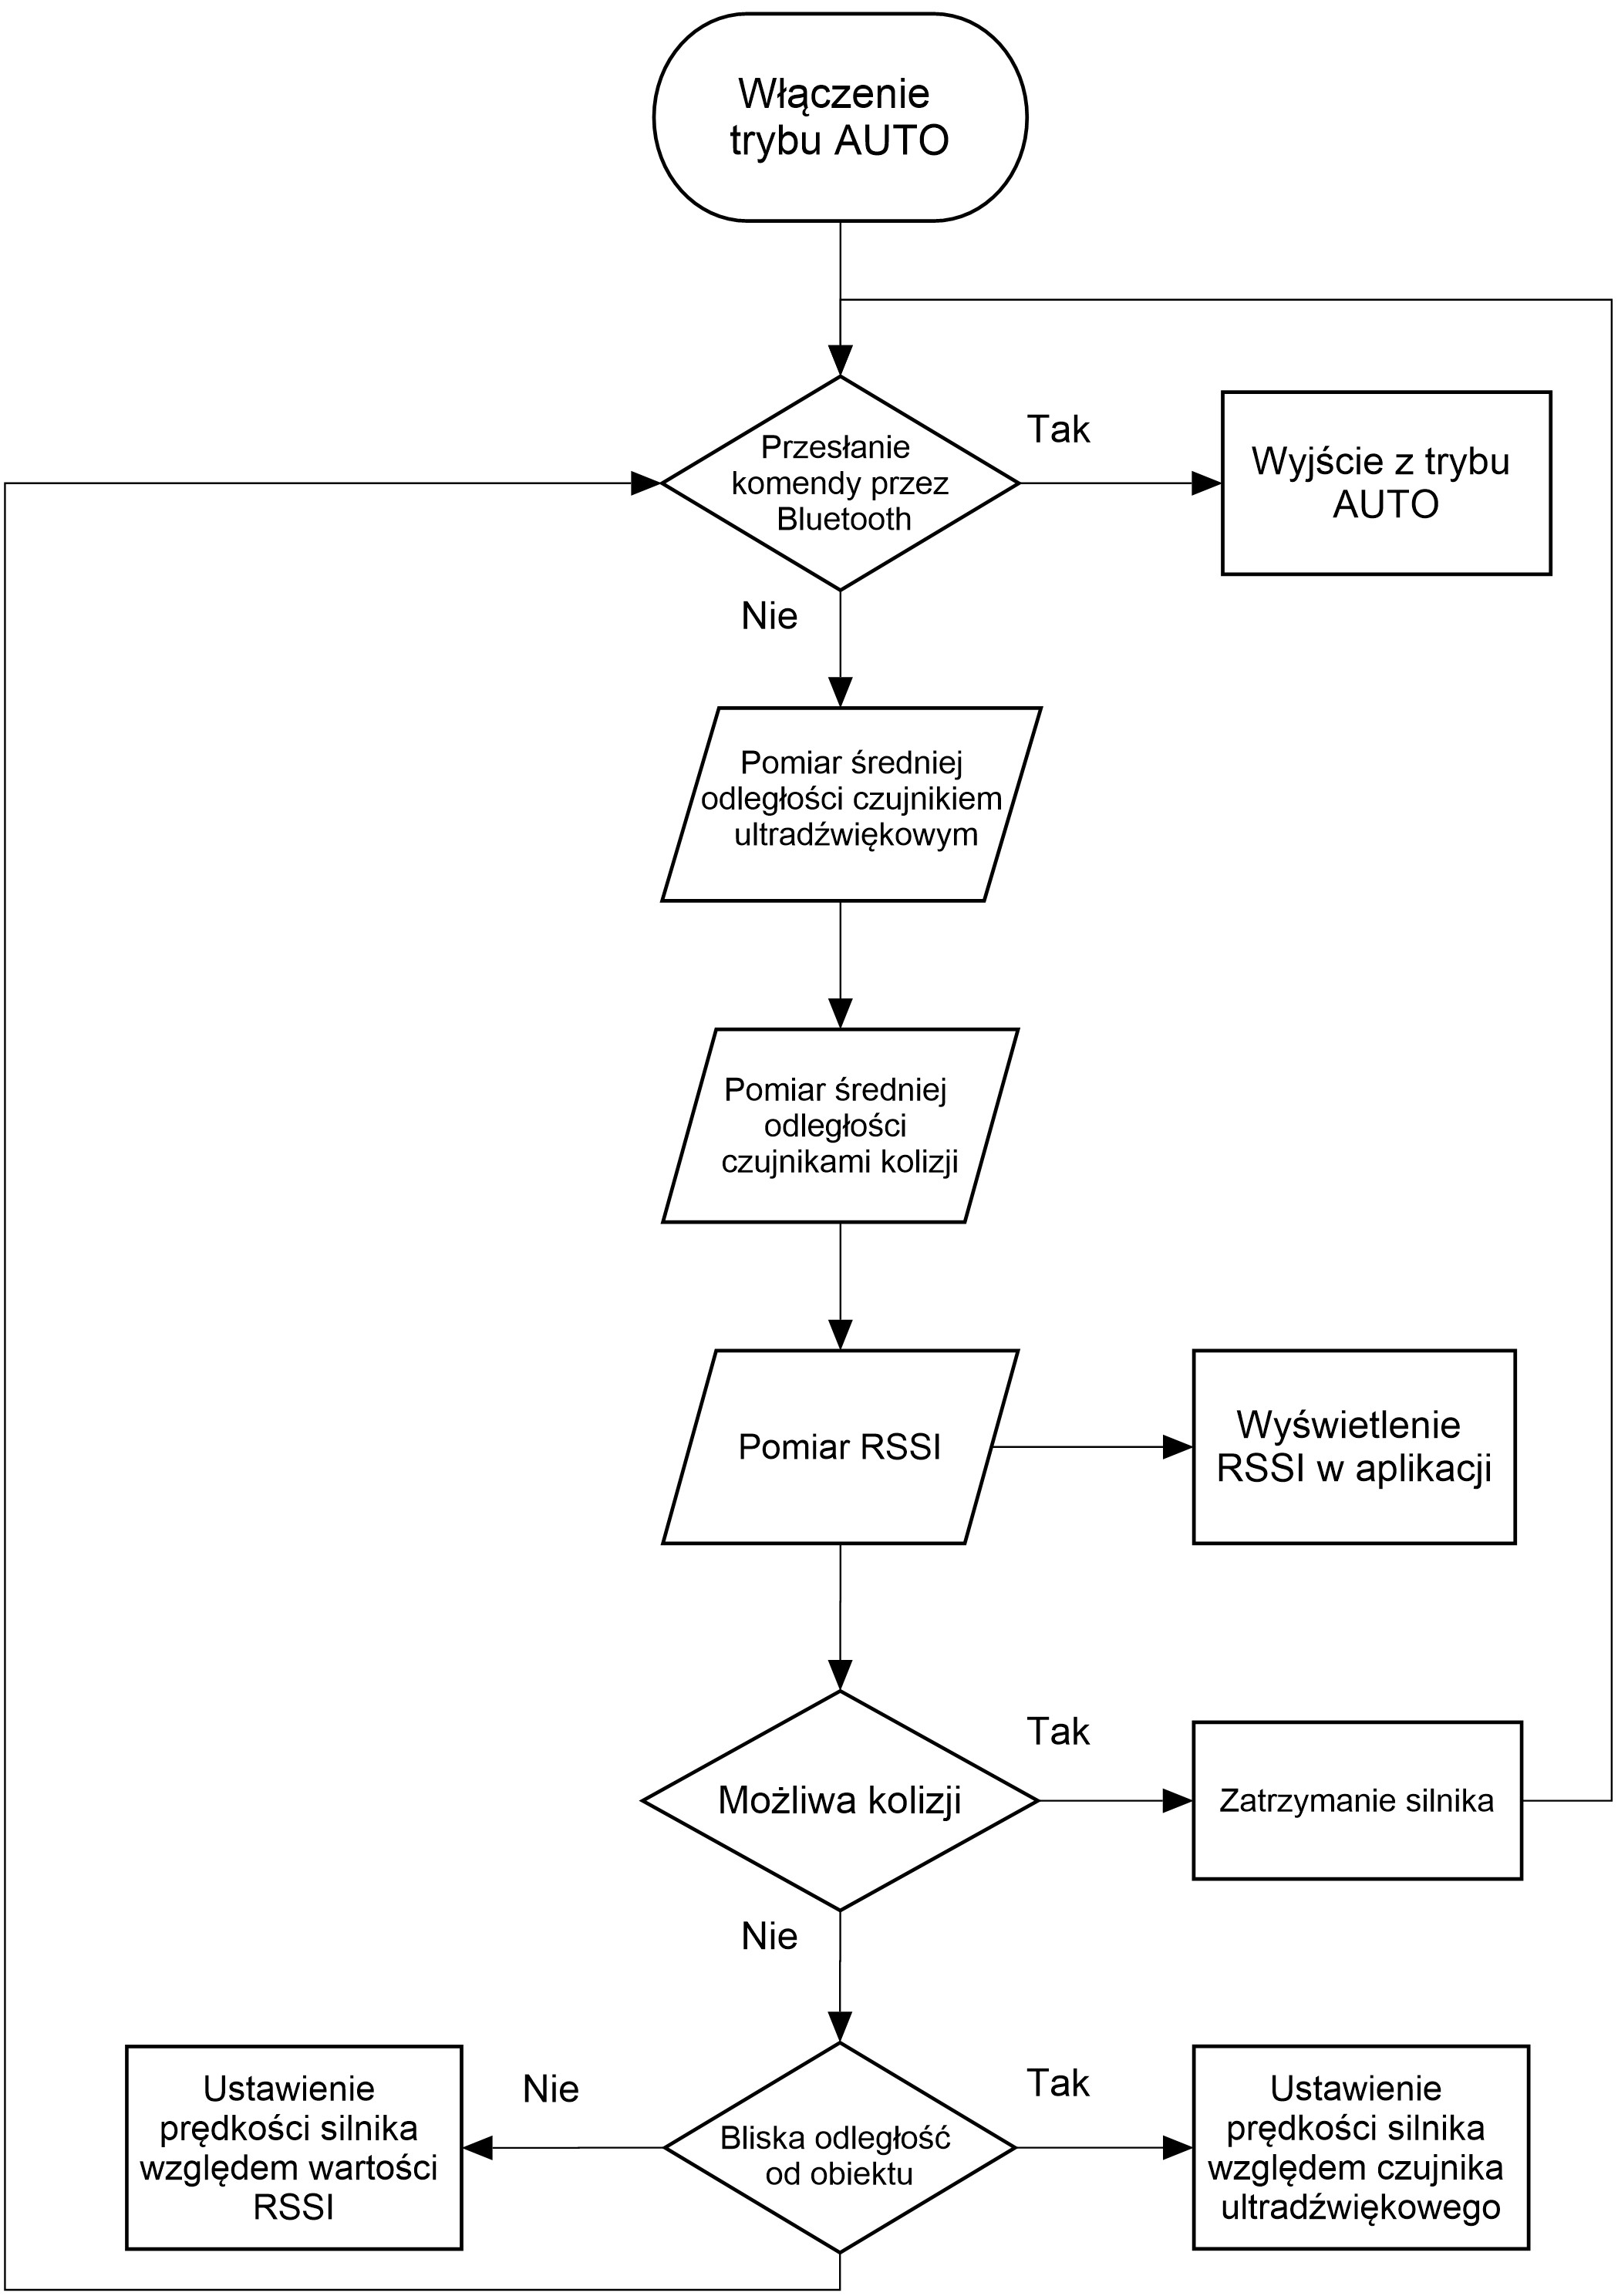 Włączenie
trybu AUTO
Przesłanie
komendy przez
Bluetooth
Tak
Wyjście z trybu
AUTO
Nie
Pomiar średniej
odległości czujnikiem
ultradźwiękowym
Pomiar średniej
odległości
czujnikami kolizji
Pomiar RSSI
Wyświetlenie
RSSI w aplikacji
Możliwa kolizji
Tak
Zatrzymanie silnika
Nie
Bliska odległość
od obiektu
Nie
Ustawienie
prędkości silnika
względem wartości
RSSI
Tak
Ustawienie
prędkości silnika
względem czujnika
ultradźwiękowego